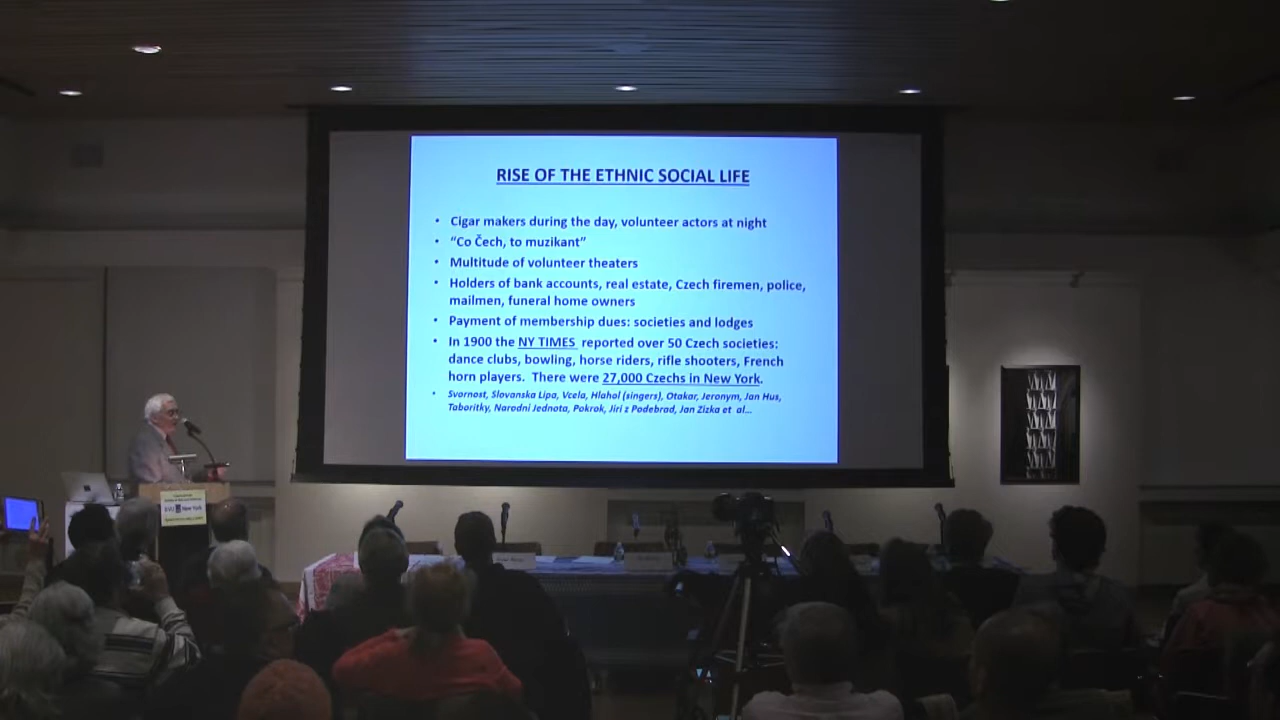 RISE OF THE ETHNIC SOCIAL LIFE
• Cigar makers during the day, volunteer actors at night
• “Co Čech, to muzikant”
• Multitude of volunteer theaters
• Holders of bank accounts, real estate, Czech firemen, police,
mailmen, funeral home owners
• Payment of membership dues: societies and lodges
• In 1900 the NY TIMES reported over 50 Czech societies:
dance clubs, bowling, horse riders, rifle shooters, French
horn players. There were 27,000 Czechs in New York.
• Svornost, Slovanska Lipa, Vcela, Hlahol (singers), Otakar, Jeronym, Jan Hus,
Taboritky, Narodni Jednota, Pokrok, Jiri z Podebrad, Jan Zizka et al...
New York